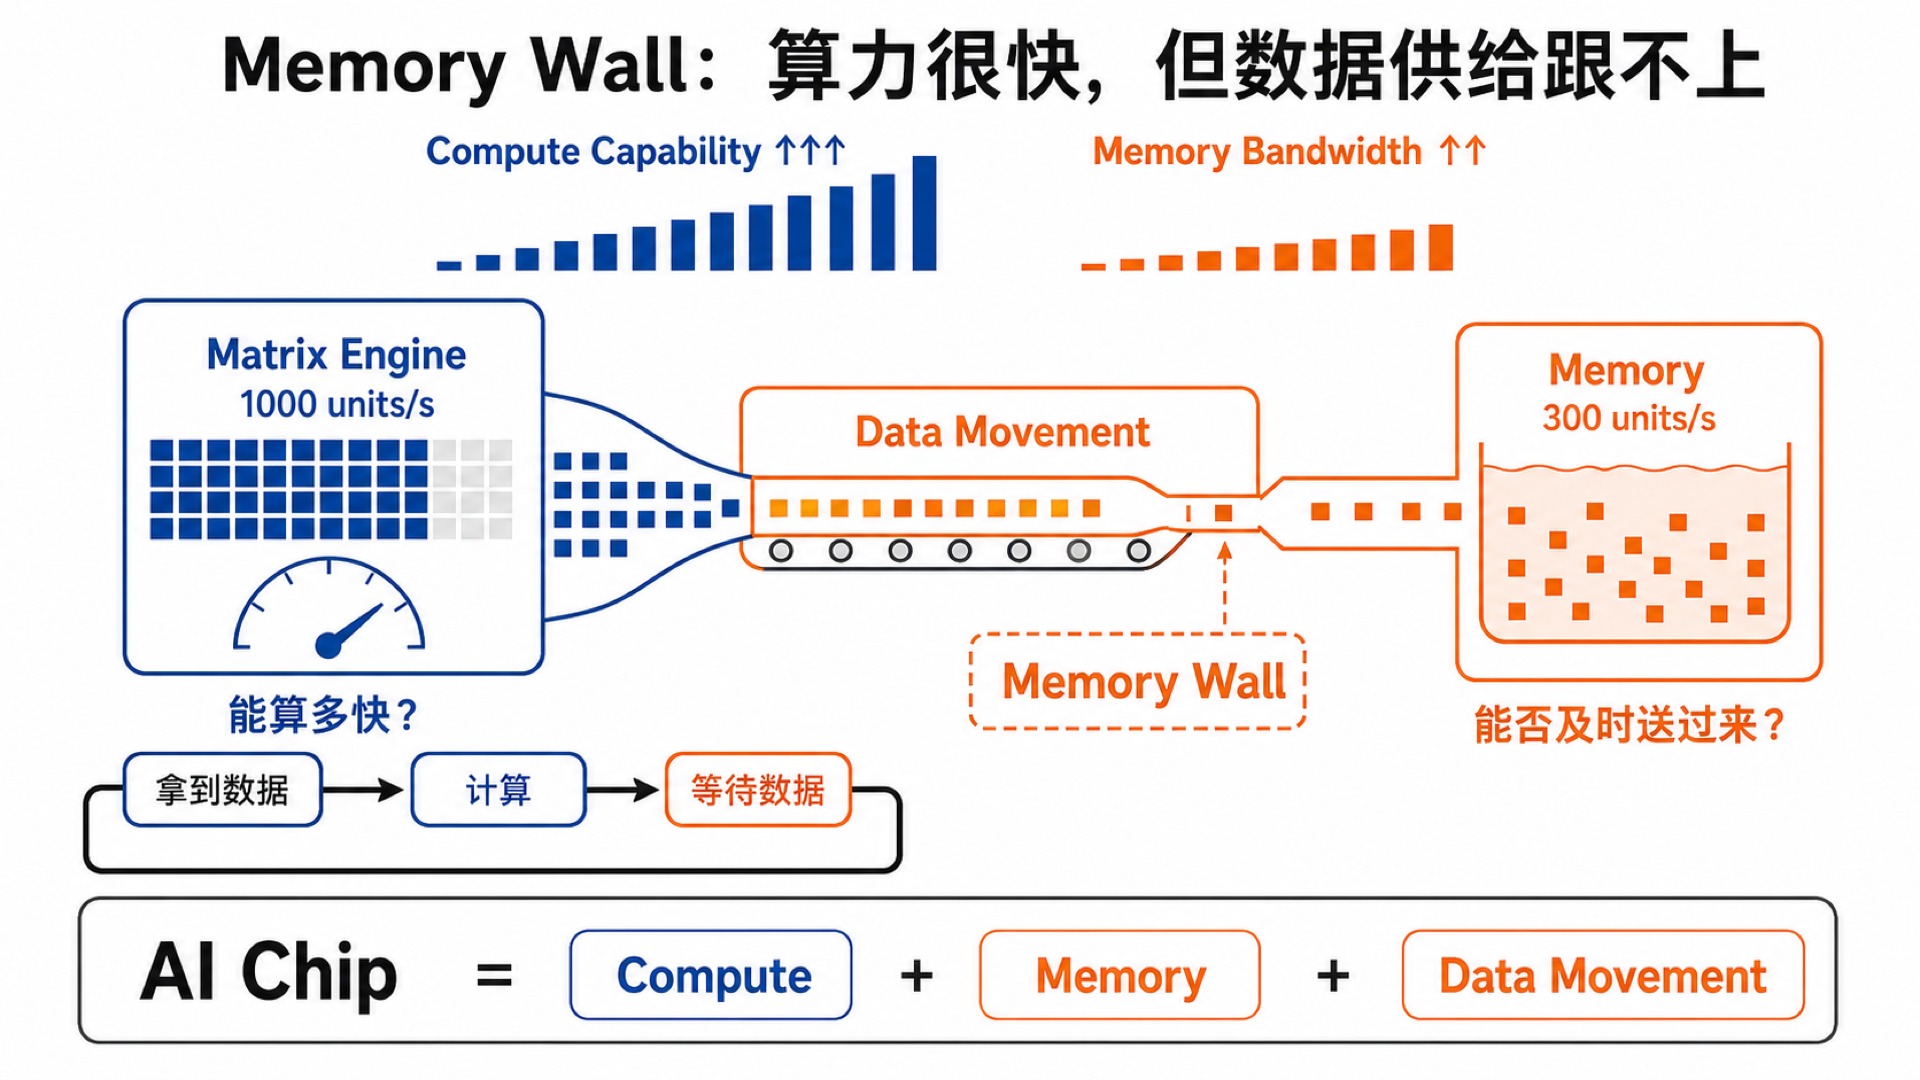 Memory Wall：算力很快，但数据供给跟不上
Compute Capability ↑↑↑
Memory Bandwidth ↑↑
Matrix Engine
1000 units/s
Data Movement
Memory
300 units/s
Memory Wall
能算多快？
能否及时送过来？
拿到数据
计算
等待数据
AI Chip = Compute + Memory + Data Movement